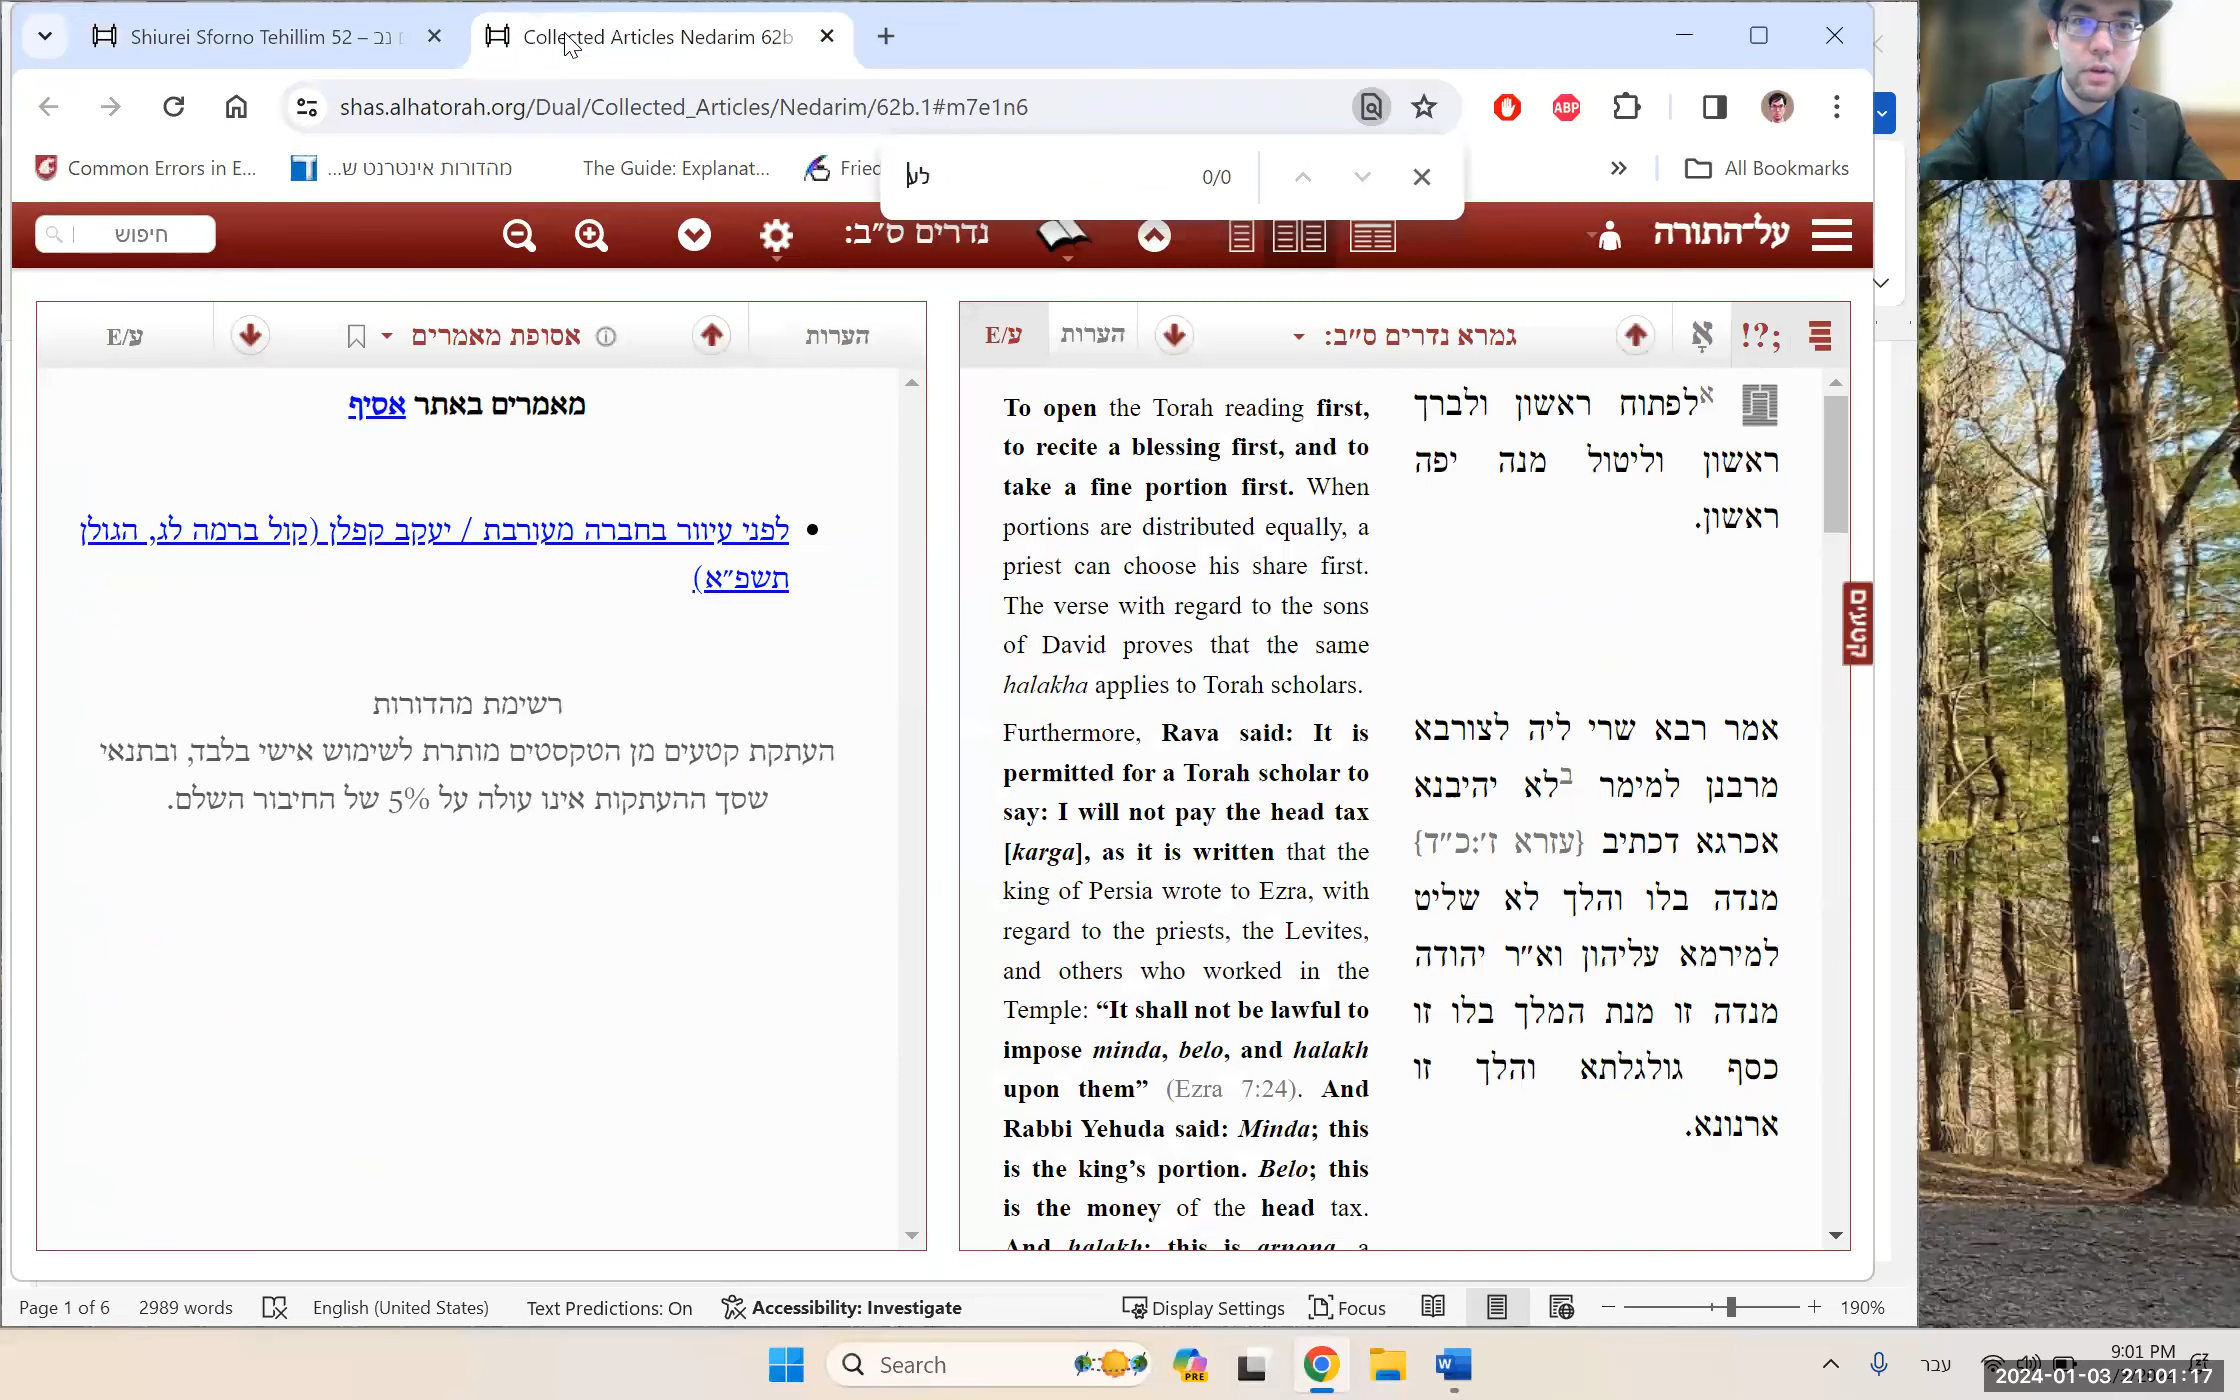 Shiurei Sforno Tehillim 52 – נב
Collected Articles Nedarim 62b
shas.alhatorah.org/Dual/Collected_Articles/Nedarim/62b.1#m7e1n6
ABP
Common Errors in E...
מהדורות אינטרנט ש...
The Guide: Explanat...
Fried
All Bookmarks
לע
0/0
חיפוש
נדרים ס״ב:
על־התורה
ע/E
אסופת מאמרים
הערות
מאמרים באתר אסיף
לפני עיוור בחברה מעורבת / יעקב קפלן (קול ברמה לג, הגולן
תשפ״א)
רשימת מהדורות
העתקת קטעים מן הטקסטים מותרת לשימוש אישי בלבד, ובתנאי
שסך ההעתקות אינו עולה על 5% של החיבור השלם.
ע/E
הערות
גמרא נדרים ס״ב:
אָ
!?;
To open the Torah reading first,
to recite a blessing first, and to
take a fine portion first. When
portions are distributed equally, a
priest can choose his share first.
The verse with regard to the sons
of David proves that the same
halakha applies to Torah scholars.
Furthermore, Rava said: It is
permitted for a Torah scholar to
say: I will not pay the head tax
[karga], as it is written that the
king of Persia wrote to Ezra, with
regard to the priests, the Levites,
and others who worked in the
Temple: “It shall not be lawful to
impose minda, belo, and halakh
upon them” (Ezra 7:24). And
Rabbi Yehuda said: Minda; this
is the king’s portion. Belo; this
is the money of the head tax.
And halakh; this is arnona, a
אלפתוח ראשון ולברך
ראשון וליטול מנה יפה
ראשון.
אמר רבא שרי ליה לצורבא
מרבנן למימר בלא יהיבנא
אכרגא דכתיב {עזרא ז׳:כ״ד}
מנדה בלו והלך לא שליט
למירמא עליהון וא״ר יהודה
מנדה זו מנת המלך בלו זו
כסף גולגלתא והלך זו
ארנונא.
קטעים
Page 1 of 6
2989 words
English (United States)
Text Predictions: On
Accessibility: Investigate
Display Settings
Focus
190%
Search
PRE
W
עבר
9:01 PM
2024-01-03 21:01:17